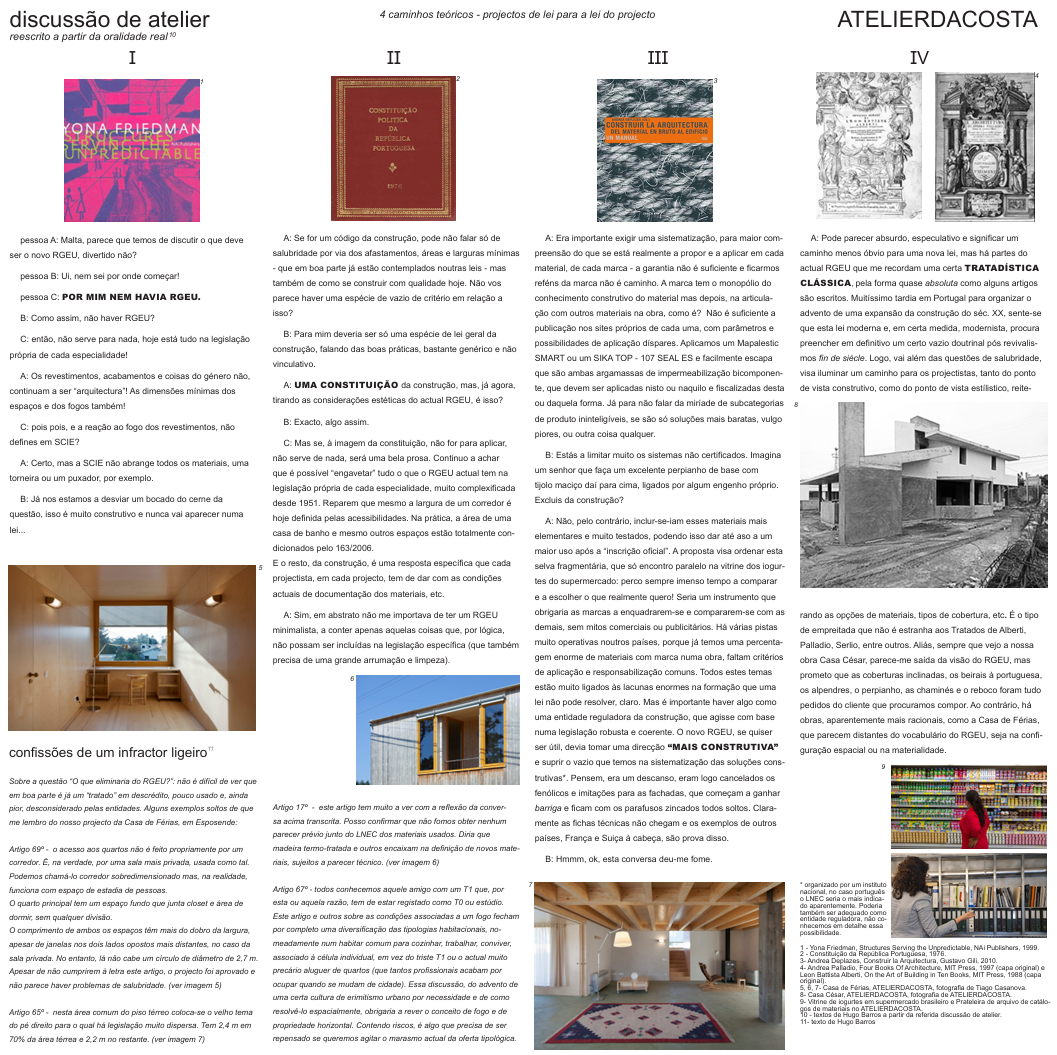 discussão de atelier
reescrito a partir da oralidade real 10
4 caminhos teóricos - projectos de lei para a lei do projecto
ATELIERDACOSTA
I
1
YONA FRIEDMAN
STRUCTURES
SERVING THE
UNPREDICTABLE
pessoa A: Malta, parece que temos de discutir o que deve
ser o novo RGEU, divertido não?
pessoa B: Ui, nem sei por onde começar!
pessoa C: POR MIM NEM HAVIA RGEU.
B: Como assim, não haver RGEU?
C: então, não serve para nada, hoje está tudo na legislação
própria de cada especialidade!
A: Os revestimentos, acabamentos e coisas do género não,
continuam a ser “arquitectura”! As dimensões mínimas dos
espaços e dos fogos também!
C: pois pois, e a reação ao fogo dos revestimentos, não
defines em SCIE?
A: Certo, mas a SCIE não abrange todos os materiais, uma
torneira ou um puxador, por exemplo.
B: Já nos estamos a desviar um bocado do cerne da
questão, isso é muito construtivo e nunca vai aparecer numa
lei...
5
confissões de um infractor ligeiro 11
Sobre a questão “O que eliminaria do RGEU?”: não é difícil de ver que
em boa parte é já um “tratado” em descrédito, pouco usado e, ainda
pior, desconsiderado pelas entidades. Alguns exemplos soltos de que
me lembro do nosso projecto da Casa de Férias, em Esposende:
Artigo 69º - o acesso aos quartos não é feito propriamente por um
corredor. É, na verdade, por uma sala mais privada, usada como tal.
Podemos chamá-lo corredor sobredimensionado mas, na realidade,
funciona com espaço de estadia de pessoas.
O quarto principal tem um espaço fundo que junta closet e área de
dormir, sem qualquer divisão.
O comprimento de ambos os espaços têm mais do dobro da largura,
apesar de janelas nos dois lados opostos mais distantes, no caso da
sala privada. No entanto, lá não cabe um círculo de diâmetro de 2,7 m.
Apesar de não cumprirem à letra este artigo, o projecto foi aprovado e
não parece haver problemas de salubridade. (ver imagem 5)
Artigo 65º - nesta área comum do piso térreo coloca-se o velho tema
do pé direito para o qual há legislação muito dispersa. Tem 2,4 m em
70% da área térrea e 2,2 m no restante. (ver imagem 7)
II
2
CONSTITUIÇÃO
POLITICA
DA
REPÚBLICA
PORTUGUESA
1976
A: Se for um código da construção, pode não falar só de
salubridade por via dos afastamentos, áreas e larguras mínimas
- que em boa parte já estão contemplados noutras leis - mas
também de como se construir com qualidade hoje. Não vos
parece haver uma espécie de vazio de critério em relação a
isso?
B: Para mim deveria ser só uma espécie de lei geral da
construção, falando das boas práticas, bastante genérico e não
vinculativo.
A: UMA CONSTITUIÇÃO da construção, mas, já agora,
tirando as considerações estéticas do actual RGEU, é isso?
B: Exacto, algo assim.
C: Mas se, à imagem da constituição, não for para aplicar,
não serve de nada, será uma bela prosa. Continuo a achar
que é possível “engavetar” tudo o que o RGEU actual tem na
legislação própria de cada especialidade, muito complexificada
desde 1951. Reparem que mesmo a largura de um corredor é
hoje definida pelas acessibilidades. Na prática, a área de uma
casa de banho e mesmo outros espaços estão totalmente con-
dicionados pelo 163/2006.
E o resto, da construção, é uma resposta específica que cada
projectista, em cada projecto, tem de dar com as condições
actuais de documentação dos materiais, etc.
A: Sim, em abstrato não me importava de ter um RGEU
minimalista, a conter apenas aquelas coisas que, por lógica,
não possam ser incluídas na legislação específica (que também
precisa de uma grande arrumação e limpeza).
6
Artigo 17º - este artigo tem muito a ver com a reflexão da conver-
sa acima transcrita. Posso confirmar que não fomos obter nenhum
parecer prévio junto do LNEC dos materiais usados. Diria que
madeira termo-tratada e outros encaixam na definição de novos mate-
riais, sujeitos a parecer técnico. (ver imagem 6)
Artigo 67º - todos conhecemos aquele amigo com um T1 que, por
esta ou aquela razão, tem de estar registado como T0 ou estúdio.
Este artigo e outros sobre as condições associadas a um fogo fecham
por completo uma diversificação das tipologias habitacionais, no-
meadamente num habitar comum para cozinhar, trabalhar, conviver,
associado à célula individual, em vez do triste T1 ou o actual muito
precário aluguer de quartos (que tantos profissionais acabam por
ocupar quando se mudam de cidade). Essa discussão, do advento de
uma certa cultura de erimitismo urbano por necessidade e de como
resolvê-lo espacialmente, obrigaria a rever o conceito de fogo e de
propriedade horizontal. Contendo riscos, é algo que precisa de ser
repensado se queremos agitar o marasmo actual da oferta tipológica.
III
3
CONSTRUIR LA ARQUITECTURA
DEL MATERIAL EN BRUTO AL EDIFICIO
UN MANUAL
A: Era importante exigir uma sistematização, para maior com-
preensão do que se está realmente a propor e a aplicar em cada
material, de cada marca - a garantia não é suficiente e ficarmos
reféns da marca não é caminho. A marca tem o monopólio do
conhecimento construtivo do material mas depois, na articula-
ção com outros materiais na obra, como é? Não é suficiente a
publicação nos sites próprios de cada uma, com parâmetros e
possibilidades de aplicação díspares. Aplicamos um Mapalestic
SMART ou um SIKA TOP - 107 SEAL ES e facilmente escapa
que são ambas argamassas de impermeabilização bicomponen-
te, que devem ser aplicadas nisto ou naquilo e fiscalizadas desta
ou daquela forma. Já para não falar da miríade de subcategorias
de produto ininteligíveis, se são só soluções mais baratas, vulgo
piores, ou outra coisa qualquer.
B: Estás a limitar muito os sistemas não certificados. Imagina
um senhor que faça um excelente perpianho de base com
tijolo maciço daí para cima, ligados por algum engenho próprio.
Excluis da construção?
A: Não, pelo contrário, inclur-se-iam esses materiais mais
elementares e muito testados, podendo isso dar até aso a um
maior uso após a “inscrição oficial”. A proposta visa ordenar esta
selva fragmentária, que só encontro paralelo na vitrine dos iogur-
tes do supermercado: perco sempre imenso tempo a comparar
e a escolher o que realmente quero! Seria um instrumento que
obrigaria as marcas a enquadrarem-se e compararem-se com as
demais, sem mitos comerciais ou publicitários. Há várias pistas
muito operativas noutros países, porque já temos uma percenta-
gem enorme de materiais com marca numa obra, faltam critérios
de aplicação e responsabilização comuns. Todos estes temas
estão muito ligados às lacunas enormes na formação que uma
lei não pode resolver, claro. Mas é importante haver algo como
uma entidade reguladora da construção, que agisse com base
numa legislação robusta e coerente. O novo RGEU, se quiser
ser útil, devia tomar uma direcção “MAIS CONSTRUTIVA”
e suprir o vazio que temos na sistematização das soluções cons-
trutivas*. Pensem, era um descanso, eram logo cancelados os
fenólicos e imitações para as fachadas, que começam a ganhar
barriga e ficam com os parafusos zincados todos soltos. Clara-
mente as fichas técnicas não chegam e os exemplos de outros
países, França e Suiça à cabeça, são prova disso.
B: Hmmm, ok, esta conversa deu-me fome.
7
IV
4
A: Pode parecer absurdo, especulativo e significar um
caminho menos óbvio para uma nova lei, mas há partes do
actual RGEU que me recordam uma certa TRATADÍSTICA
CLÁSSICA, pela forma quase absoluta como alguns artigos
são escritos. Muitíssimo tardia em Portugal para organizar o
advento de uma expansão da construção do séc. XX, sente-se
que esta lei moderna e, em certa medida, modernista, procura
preencher em definitivo um certo vazio doutrinal pós revivalis-
mos fin de siécle. Logo, vai além das questões de salubridade,
visa iluminar um caminho para os projectistas, tanto do ponto
de vista construtivo, como do ponto de vista estílistico, reite-
8
rando as opções de materiais, tipos de cobertura, etc. É o tipo
de empreitada que não é estranha aos Tratados de Alberti,
Palladio, Serlio, entre outros. Aliás, sempre que vejo a nossa
obra Casa César, parece-me saída da visão do RGEU, mas
prometo que as coberturas inclinadas, os beirais à portuguesa,
os alpendres, o perpianho, as chaminés e o reboco foram tudo
pedidos do cliente que procuramos compor. Ao contrário, há
obras, aparentemente mais racionais, como a Casa de Férias,
que parecem distantes do vocabulário do RGEU, seja na confi-
guração espacial ou na materialidade.
9
* organizado por um instituto
nacional, no caso português
o LNEC seria o mais indica-
do aparentemente. Poderia
também ser adequado como
entidade reguladora, não co-
nhecemos em detalhe essa
possibilidade.
1 - Yona Friedman, Structures Serving the Unpredictable, NAi Publishers, 1999.
2 - Constituição da República Portuguesa, 1976.
3- Andrea Deplazes, Construir la Arquitectura, Gustavo Gili, 2010.
4- Andrea Palladio, Four Books Of Architecture, MIT Press, 1997 (capa original) e
Leon Battista Alberti, On the Art of Building in Ten Books, MIT Press, 1988 (capa
original).
5, 6, 7- Casa de Férias, ATELIERDACOSTA, fotografia de Tiago Casanova.
8- Casa César, ATELIERDACOSTA, fotografia de ATELIERDACOSTA.
9- Vitrine de iogurtes em supermercado brasileiro e Prateleira de arquivo de catálo-
gos de materiais no ATELIERDACOSTA.
10 - textos de Hugo Barros a partir da referida discussão de atelier.
11- texto de Hugo Barros